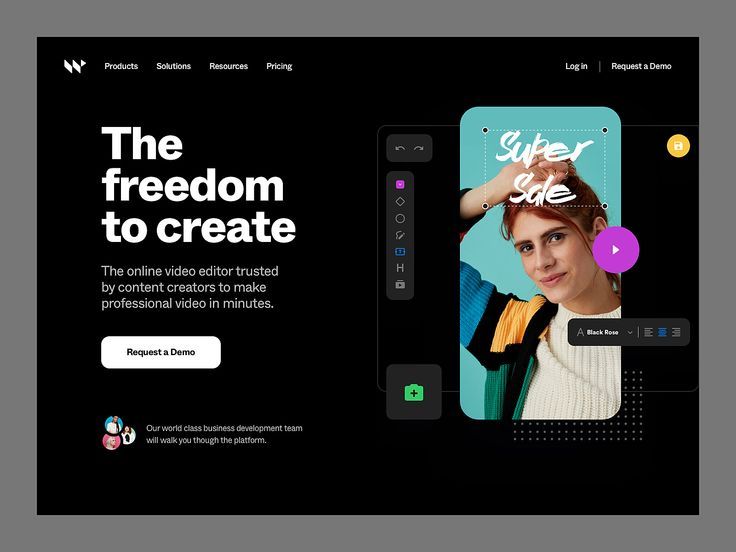 Products Solutions Resources Pricing Log in Request a Demo
The
freedom
to create
The online video editor trusted
by content creators to make
professional video in minutes.
Request a Demo
Our world class business development team
will walk you though the platform.
Super
Sale
H
A Black Rose